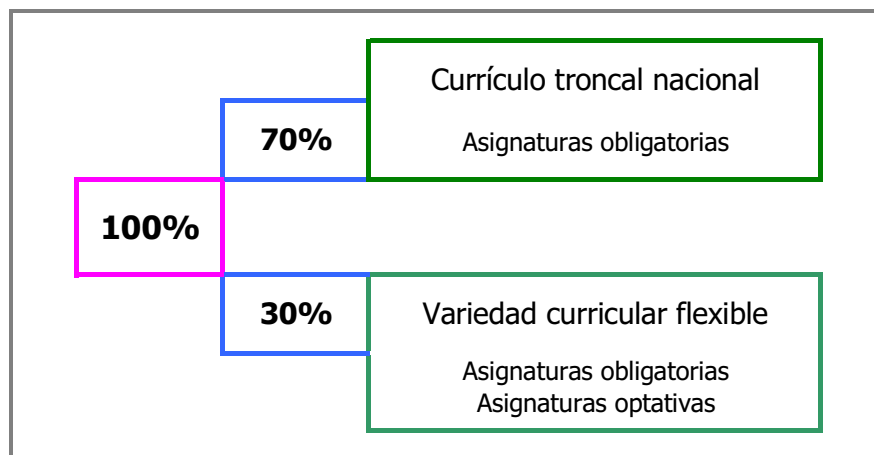 Currículo troncal nacional
70%
Asignaturas obligatorias
100%
30%
Variedad curricular flexible
Asignaturas obligatorias
Asignaturas optativas